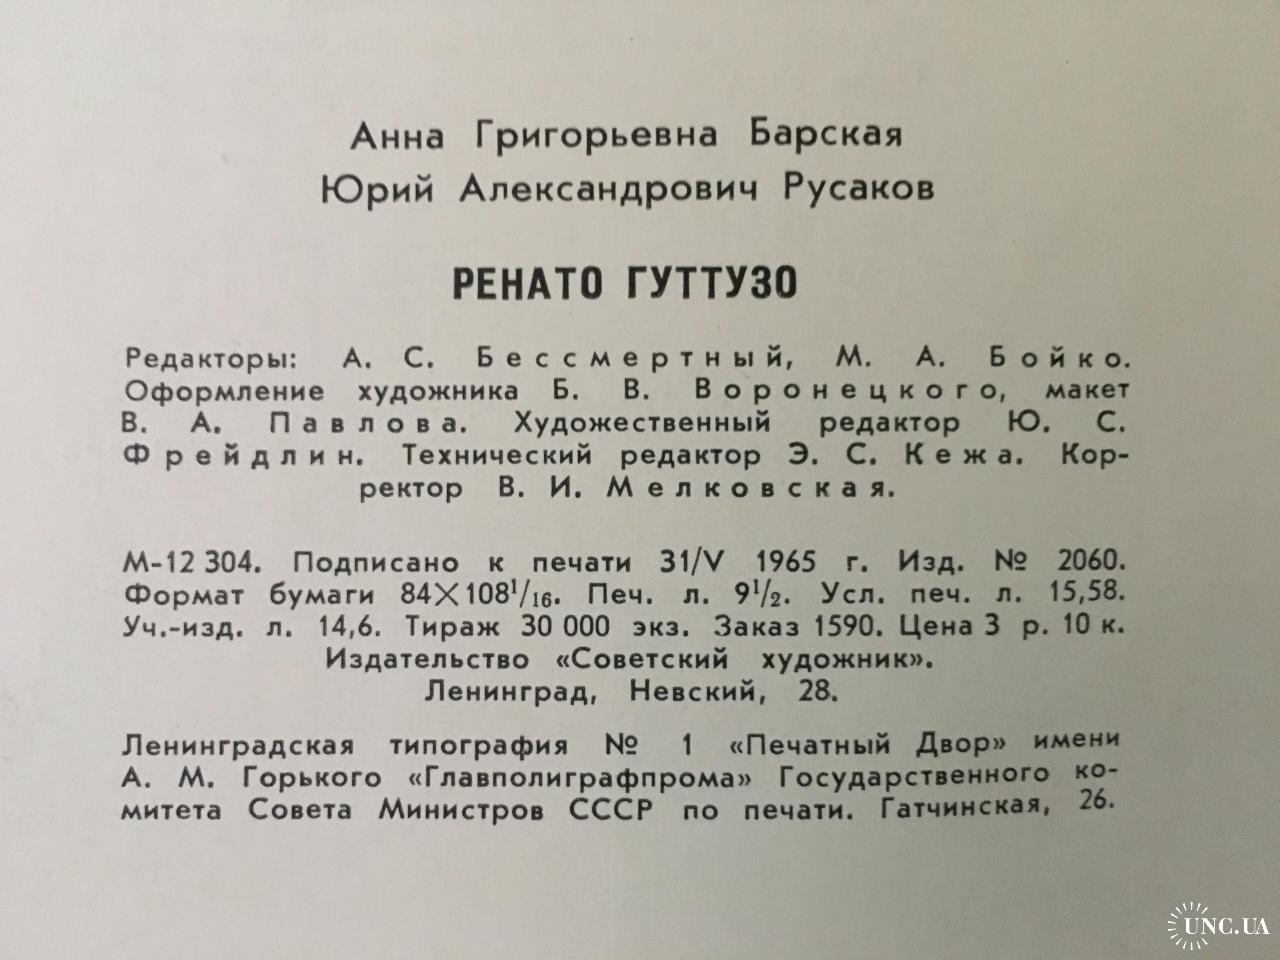 Анна Григорьевна Барская
Юрий Александрович Русаков
РЕНАТО ГУТТУЗО
Редакторы: А. С. Бессмертный, М. А. Бойко.
Оформление художника Б. В. Воронецкого, макет
В. А. Павлова. Художественный редактор Ю. С.
Фрейдлин. Технический редактор Э. С. Кежа. Кор-
ректор В. И. Мелковская.
М-12 304. Подписано к печати 31/V 1965 г. Изд. № 2060.
Формат бумаги 84×108¹/₁₆. Печ. л. 9¹/₂. Усл. печ. л. 15,58.
Уч.-изд. л. 14,6. Тираж 30 000 экз. Заказ 1590. Цена 3 р. 10 к.
Издательство «Советский художник».
Ленинград, Невский, 28.
Ленинградская типография № 1 «Печатный Двор» имени
А. М. Горького «Главполиграфпрома» Государственного ко-
митета Совета Министров СССР по печати. Гатчинская, 26.
UNC.UA